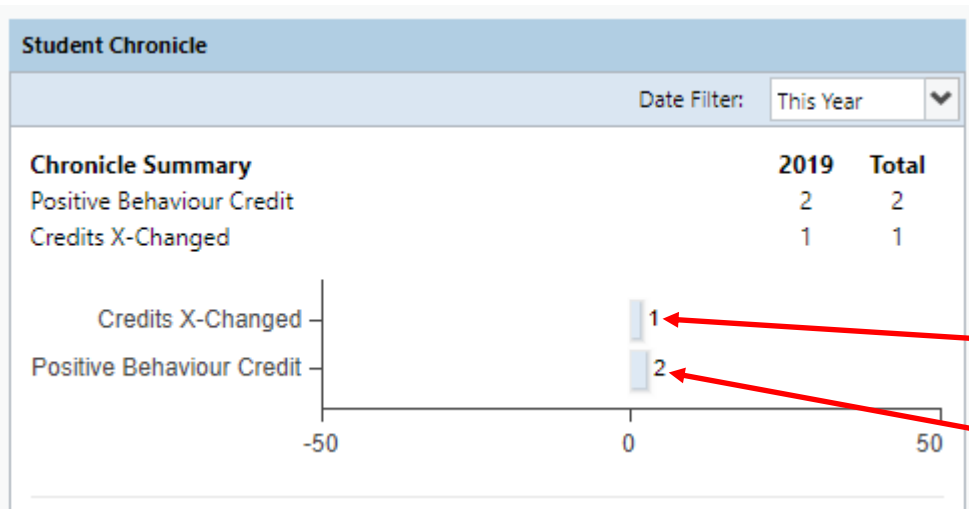 Student Chronicle
Date Filter: This Year
Chronicle Summary 2019 Total
Positive Behaviour Credit 2 2
Credits X-Changed 1 1
Credits X-Changed 1
Positive Behaviour Credit 2
-50 0 50